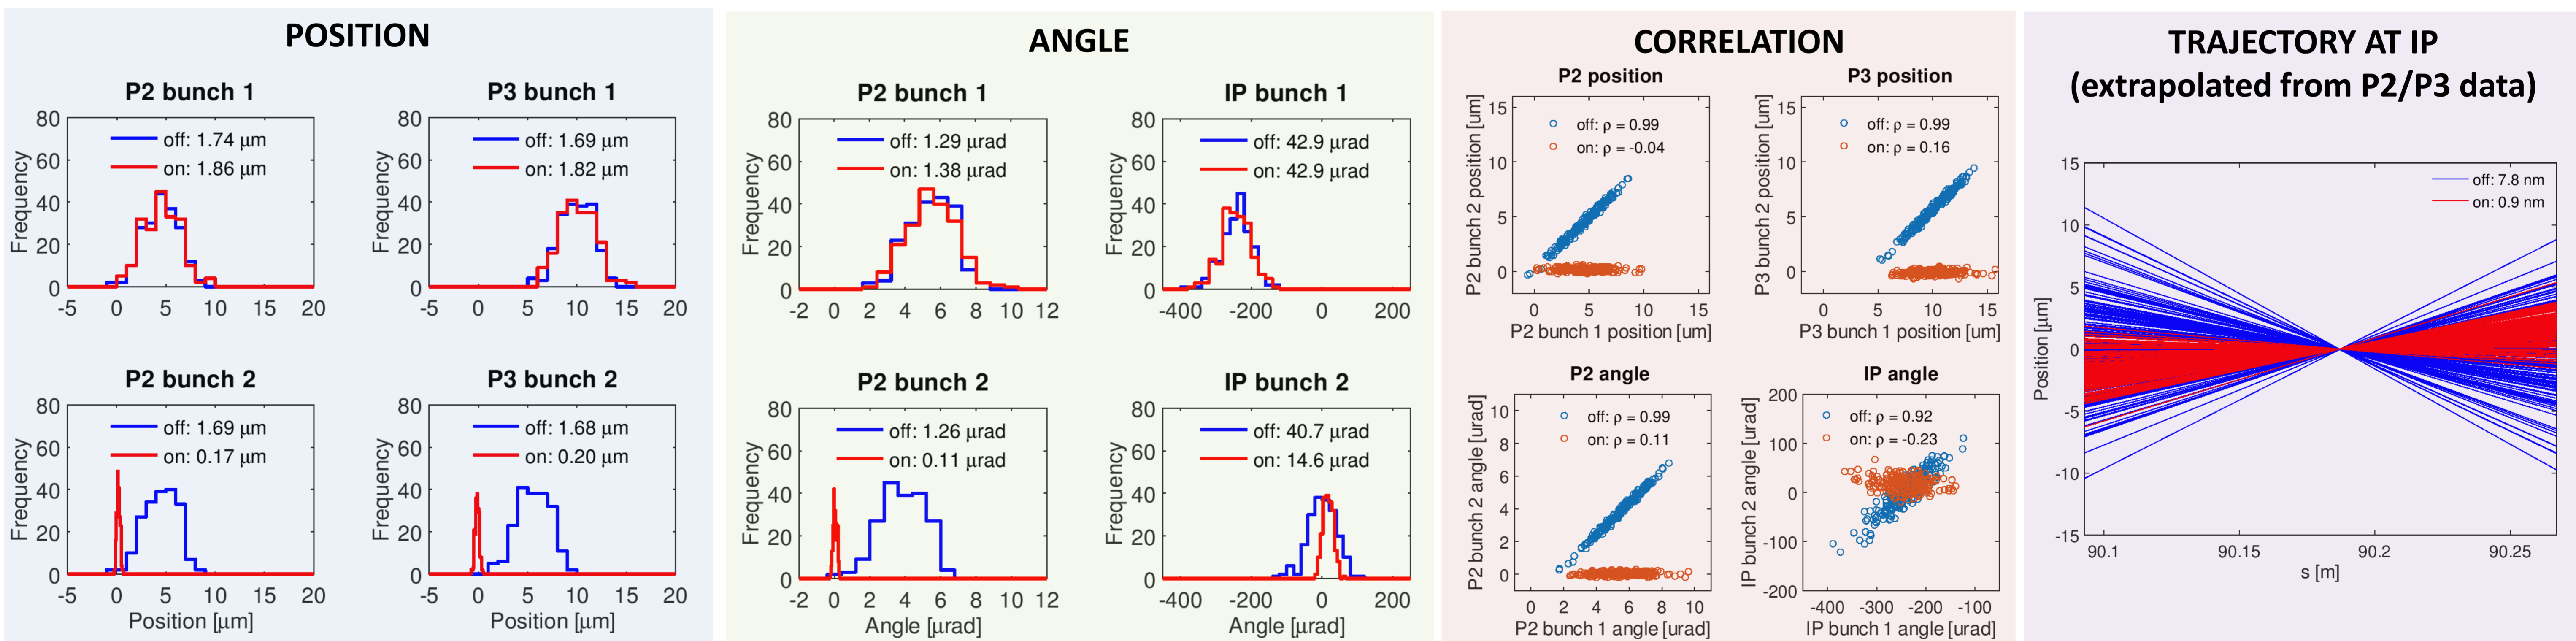 POSITION
P2 bunch 1
80
60
40
20
0
Frequency
off: 1.74 μm
on: 1.86 μm
-5 0 5 10 15 20
P3 bunch 1
80
60
40
20
0
Frequency
off: 1.69 μm
on: 1.82 μm
-5 0 5 10 15 20
P2 bunch 2
80
60
40
20
0
Frequency
off: 1.69 μm
on: 0.17 μm
-5 0 5 10 15 20
Position [μm]
P3 bunch 2
80
60
40
20
0
Frequency
off: 1.68 μm
on: 0.20 μm
-5 0 5 10 15 20
Position [μm]
ANGLE
P2 bunch 1
80
60
40
20
0
Frequency
off: 1.29 μrad
on: 1.38 μrad
-2 0 2 4 6 8 10 12
IP bunch 1
80
60
40
20
0
Frequency
off: 42.9 μrad
on: 42.9 μrad
-400 -200 0 200
P2 bunch 2
80
60
40
20
0
Frequency
off: 1.26 μrad
on: 0.11 μrad
-2 0 2 4 6 8 10 12
Angle [μrad]
IP bunch 2
80
60
40
20
0
Frequency
off: 40.7 μrad
on: 14.6 μrad
-400 -200 0 200
Angle [μrad]
CORRELATION
P2 position
15
10
5
0
P2 bunch 2 position [um]
off: ρ = 0.99
on: ρ = -0.04
0 5 10 15
P2 bunch 1 position [um]
P3 position
15
10
5
0
P3 bunch 2 position [um]
off: ρ = 0.99
on: ρ = 0.16
0 5 10 15
P3 bunch 1 position [um]
P2 angle
10
8
6
4
2
0
P2 bunch 2 angle [urad]
off: ρ = 0.99
on: ρ = 0.11
0 2 4 6 8 10
P2 bunch 1 angle [urad]
IP angle
200
100
0
-100
-200
IP bunch 2 angle [urad]
off: ρ = 0.92
on: ρ = -0.23
-400 -300 -200 -100
IP bunch 1 angle [urad]
TRAJECTORY AT IP
(extrapolated from P2/P3 data)
15
10
5
0
-5
-10
-15
Position [μm]
off: 7.8 nm
on: 0.9 nm
90.1 90.15 90.2 90.25
s [m]